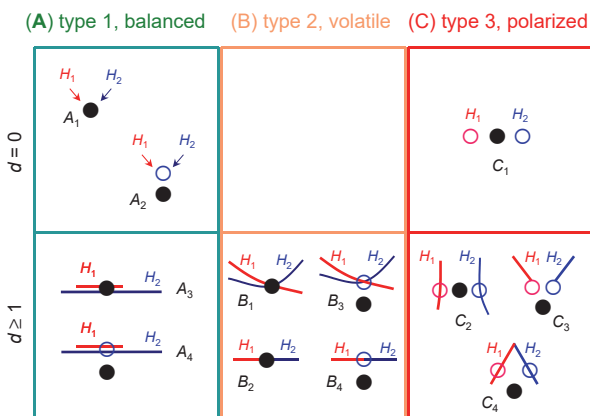 (A) type 1, balanced (B) type 2, volatile (C) type 3, polarized
d = 0
H₁ H₂
A₁
H₁ H₂
A₂
H₁ H₂
C₁
d ≥ 1
H₁ H₂ A₃
H₁ H₂ A₄
H₁ H₂
B₁
H₁ H₂
B₃
H₁ H₂
B₂
H₁ H₂
B₄
H₁ H₂
C₂
H₁ H₂
C₃
H₁ H₂
C₄